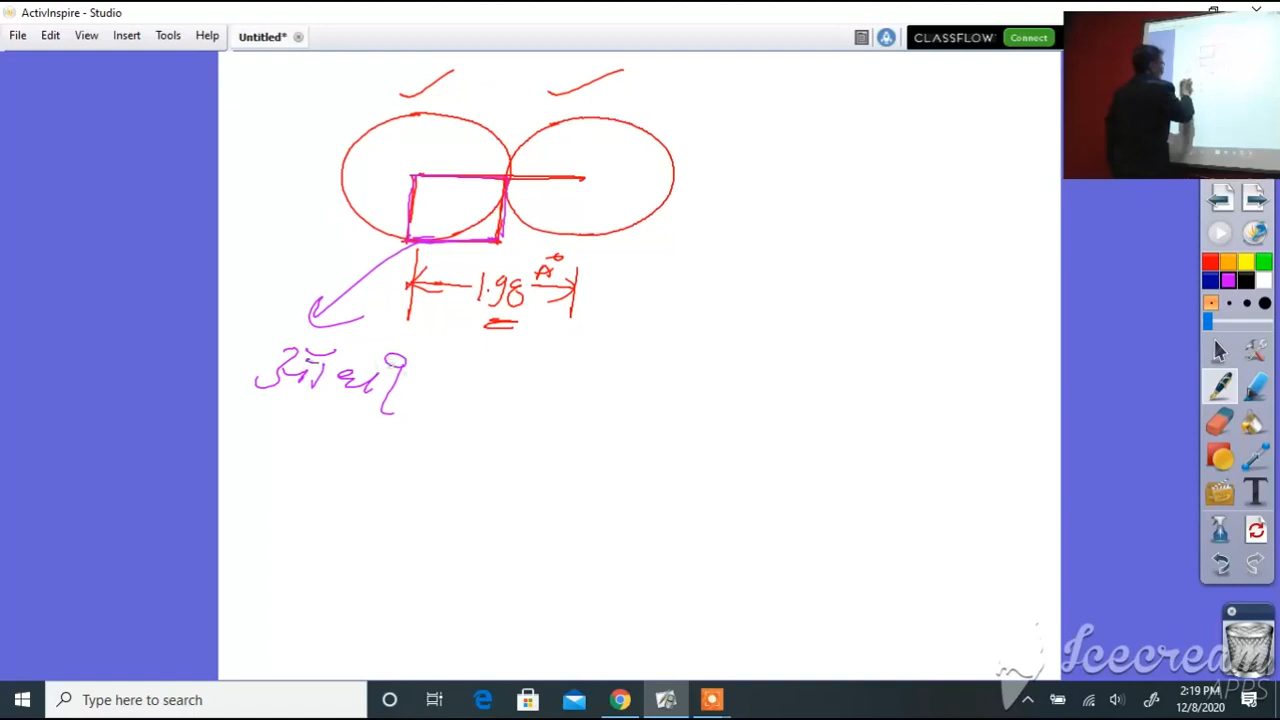 ActivInspire - Studio
File Edit View Insert Tools Help Untitled* CLASSFLOW Connect
1.98 A°
T
Icecream
APPS
Type here to search
2:19 PM
12/8/2020